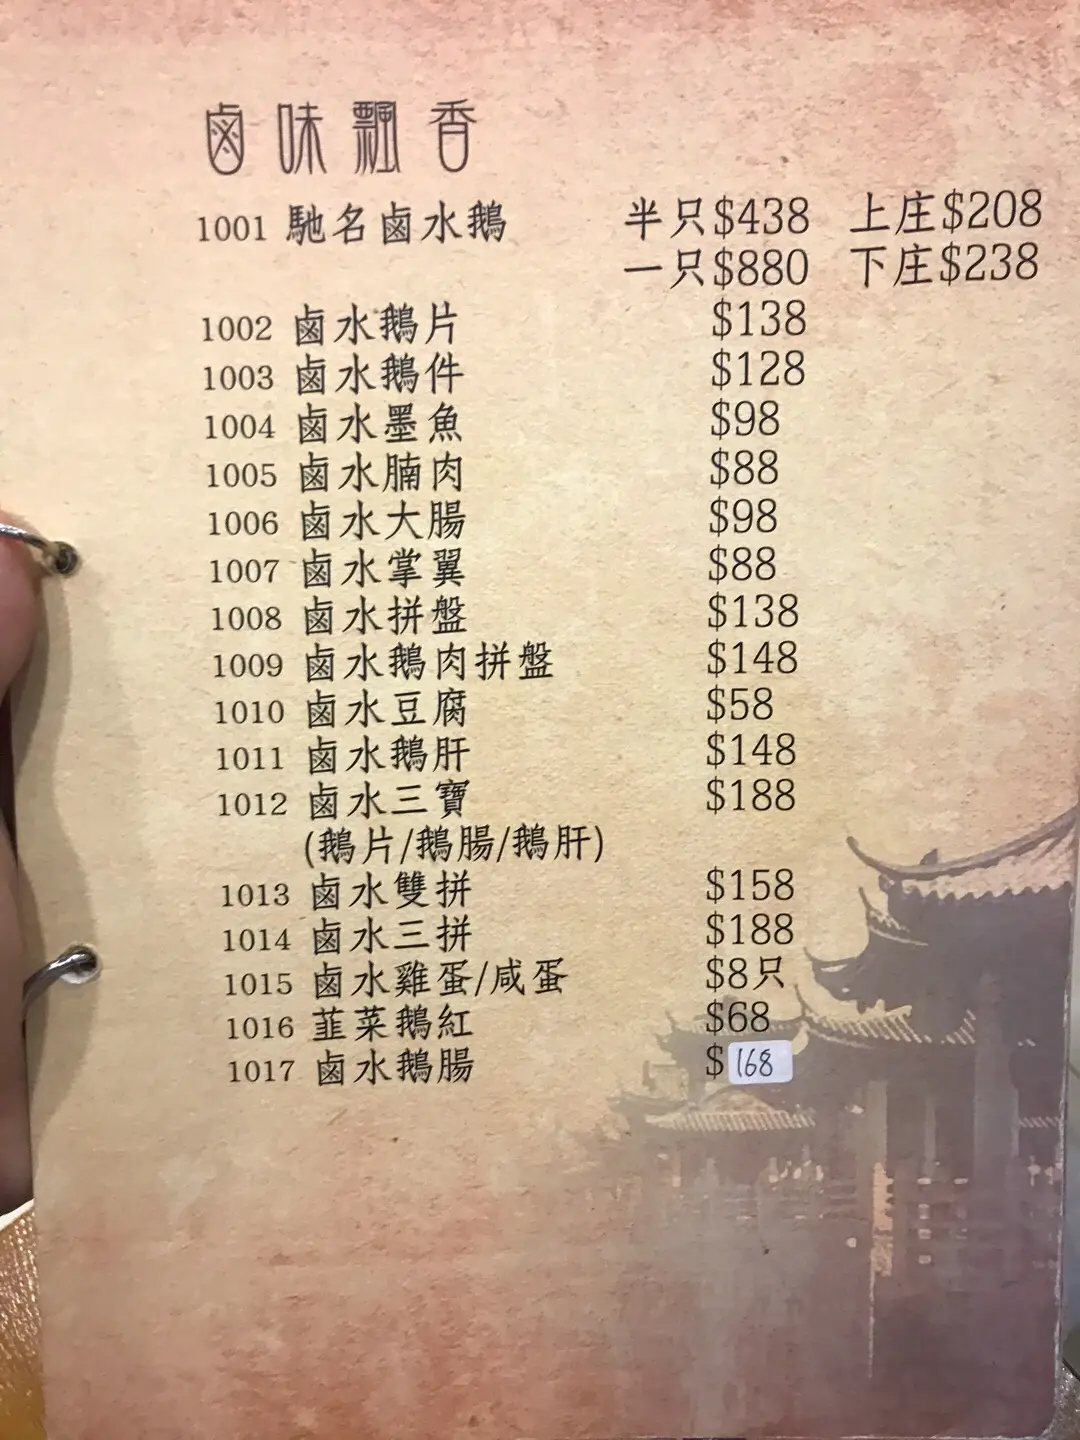 鹵味飄香
1001 馳名鹵水鵝 半只$438 上庄$208
一只$880 下庄$238
1002 鹵水鵝片 $138
1003 鹵水鵝件 $128
1004 鹵水墨魚 $98
1005 鹵水腩肉 $88
1006 鹵水大腸 $98
1007 鹵水掌翼 $88
1008 鹵水拼盤 $138
1009 鹵水鵝肉拼盤 $148
1010 鹵水豆腐 $58
1011 鹵水鵝肝 $148
1012 鹵水三寶 $188
(鵝片/鵝腸/鵝肝)
1013 鹵水雙拼 $158
1014 鹵水三拼 $188
1015 鹵水雞蛋/咸蛋 $8只
1016 韮菜鵝紅 $68
1017 鹵水鵝腸 $168